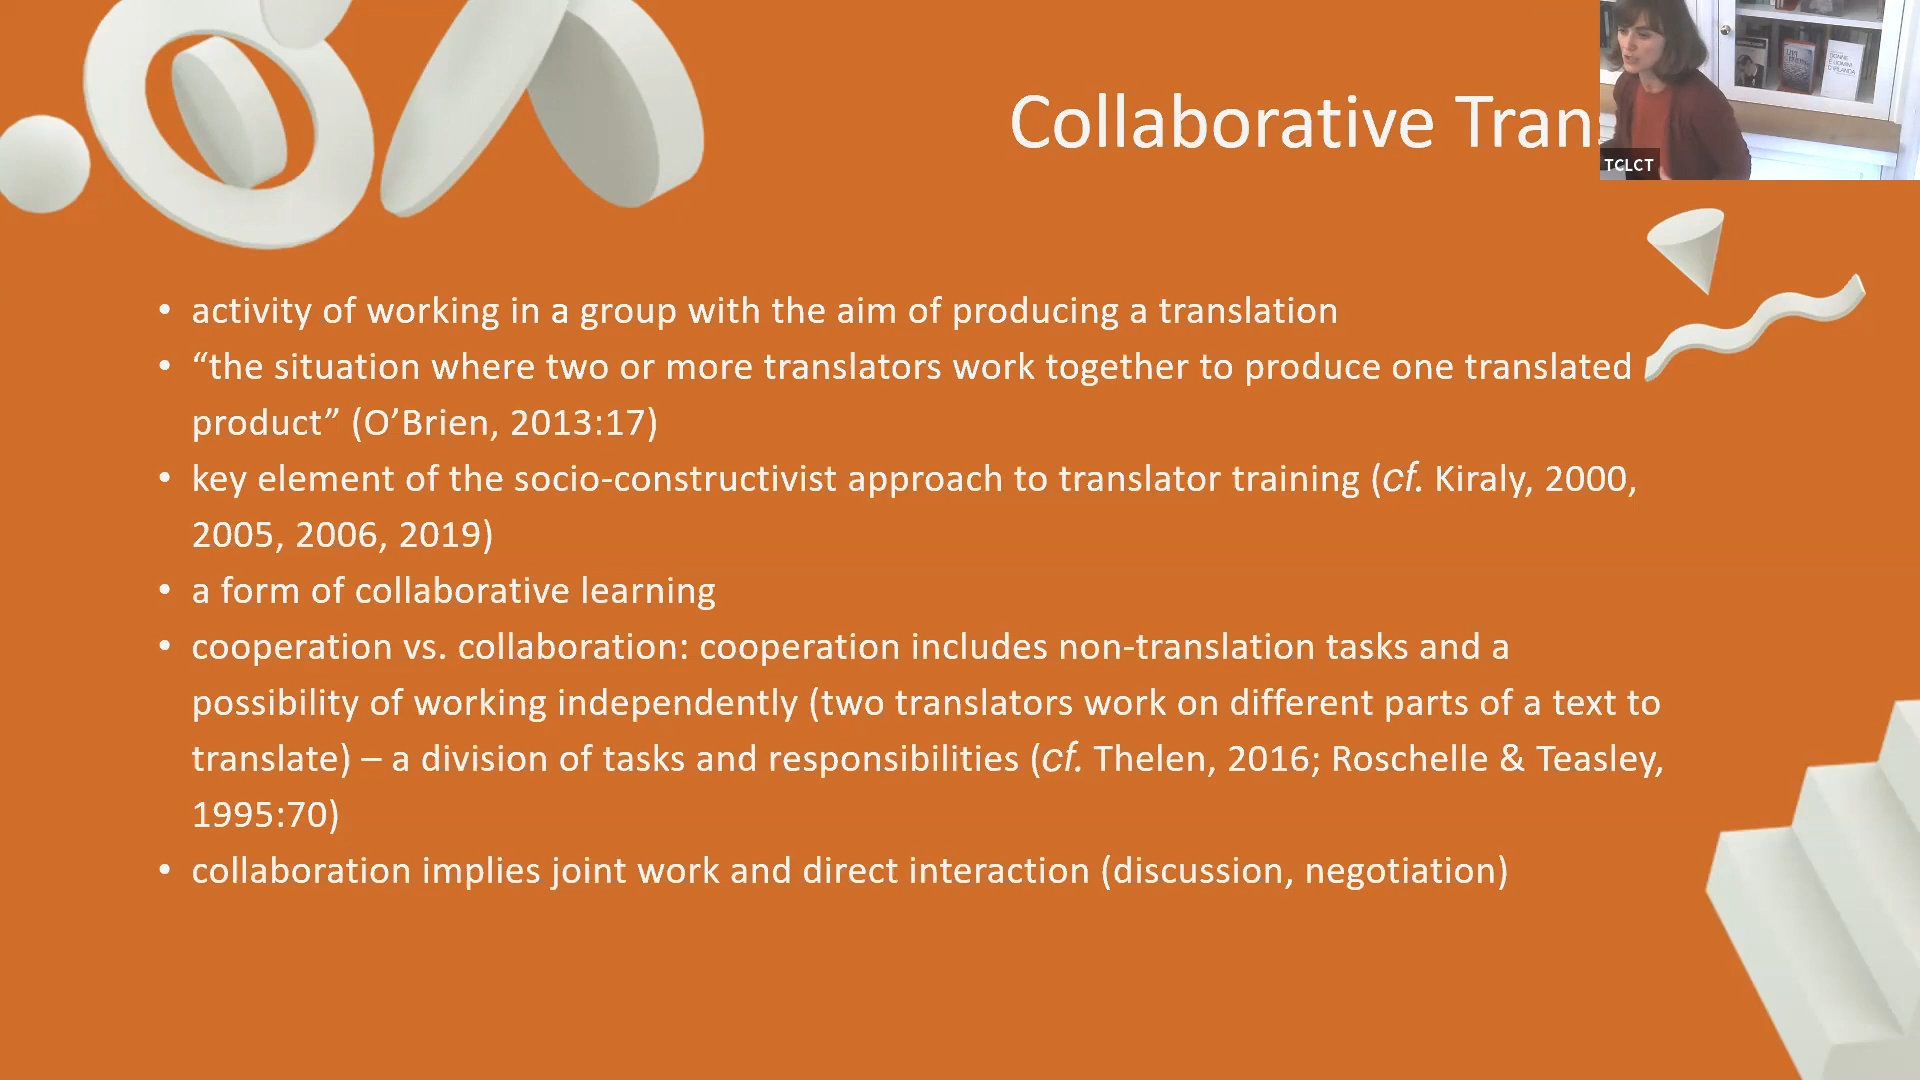 Collaborative Tran
TCLCT
• activity of working in a group with the aim of producing a translation
• “the situation where two or more translators work together to produce one translated
product” (O’Brien, 2013:17)
• key element of the socio-constructivist approach to translator training (cf. Kiraly, 2000,
2005, 2006, 2019)
• a form of collaborative learning
• cooperation vs. collaboration: cooperation includes non-translation tasks and a
possibility of working independently (two translators work on different parts of a text to
translate) – a division of tasks and responsibilities (cf. Thelen, 2016; Roschelle & Teasley,
1995:70)
• collaboration implies joint work and direct interaction (discussion, negotiation)